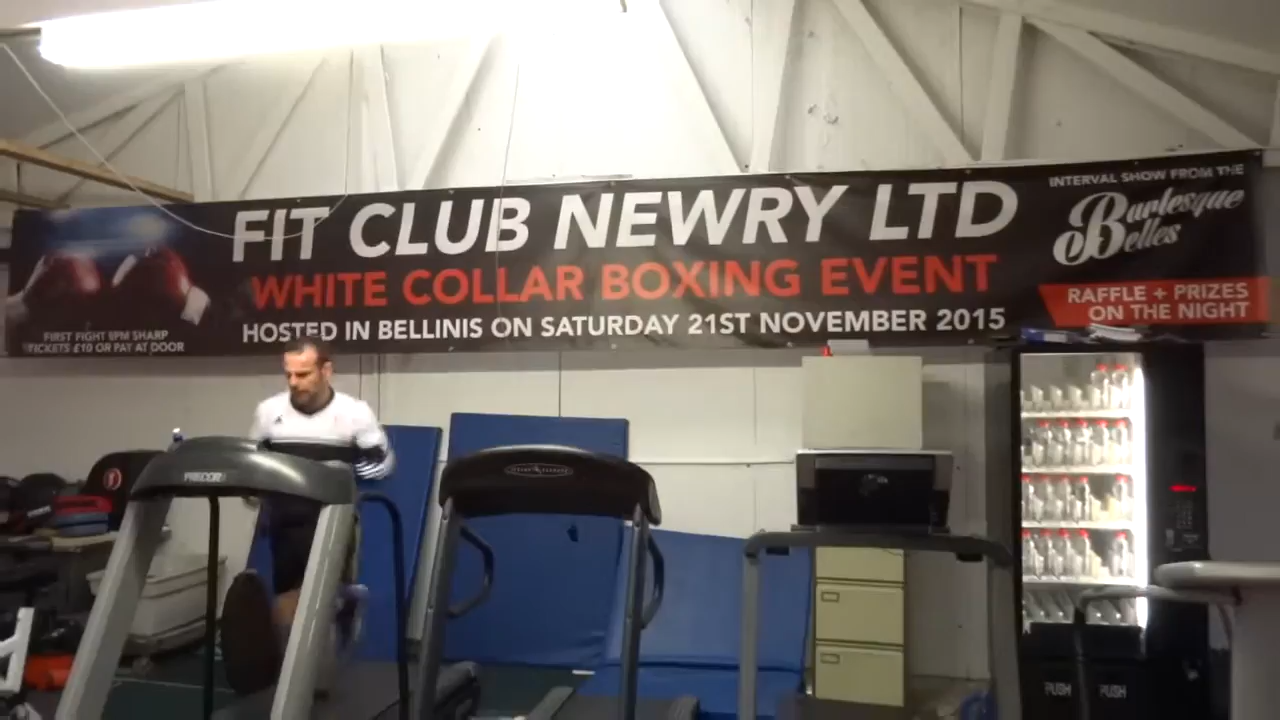 FIT CLUB NEWRY LTD
WHITE COLLAR BOXING EVENT
HOSTED IN BELLINIS ON SATURDAY 21ST NOVEMBER 2015
FIRST FIGHT 8PM SHARP
TICKETS £10 OR PAY AT DOOR
INTERVAL SHOW FROM THE
Burlesque
Belles
RAFFLE + PRIZES
ON THE NIGHT
PRECOR
PUSH
PUSH